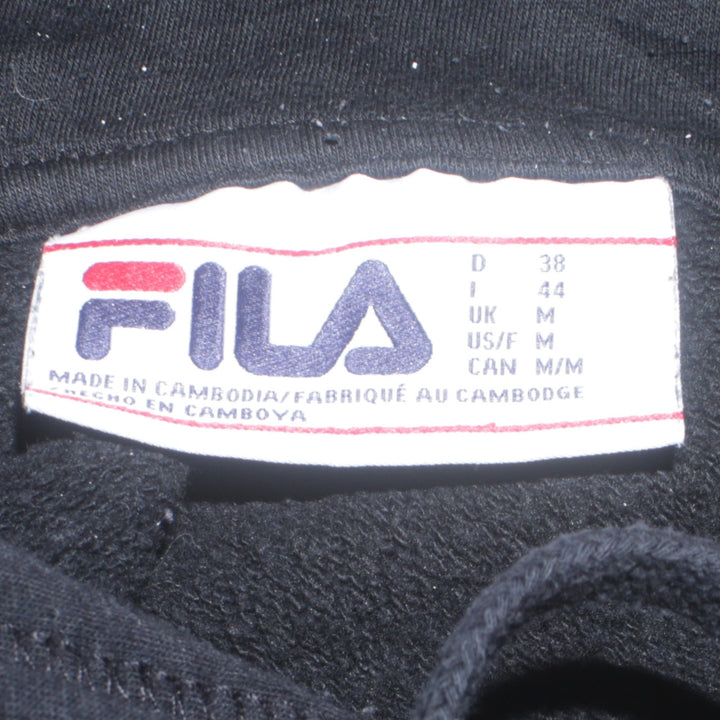 FILA
D 38
I 44
UK M
US/F M
CAN M/M
MADE IN CAMBODIA/FABRIQUÉ AU CAMBODGE
/HECHO EN CAMBOYA